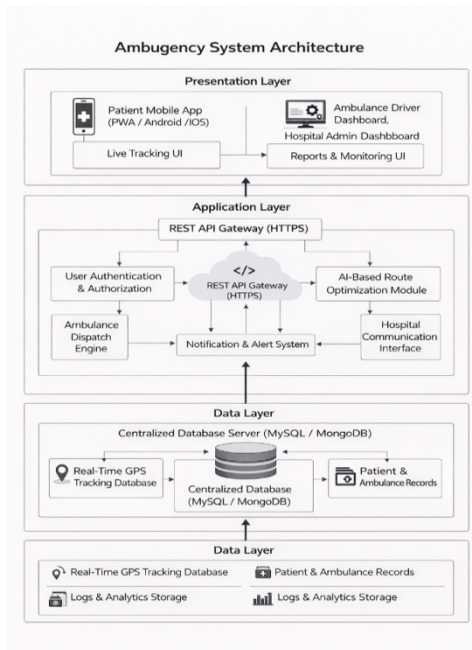 Ambugency System Architecture
Presentation Layer
Patient Mobile App
(PWA / Android /IOS)
Live Tracking UI
Ambulance Driver
Dashboard,
Hospital Admin Dashbboard
Reports & Monitoring UI
Application Layer
REST API Gateway (HTTPS)
User Authentication
& Authorization
</>
REST API Gateway
(HTTPS)
AI-Based Route
Optimization Module
Ambulance
Dispatch
Engine
Notification & Alert System
Hospital
Communication
Interface
Data Layer
Centralized Database Server (MySQL / MongoDB)
Real-Time GPS
Tracking Database
Centralized Database
(MySQL / MongoDB)
Patient &
Ambulance Records
Data Layer
Real-Time GPS Tracking Database
Patient & Ambulance Records
Logs & Analytics Storage
Logs & Analytics Storage